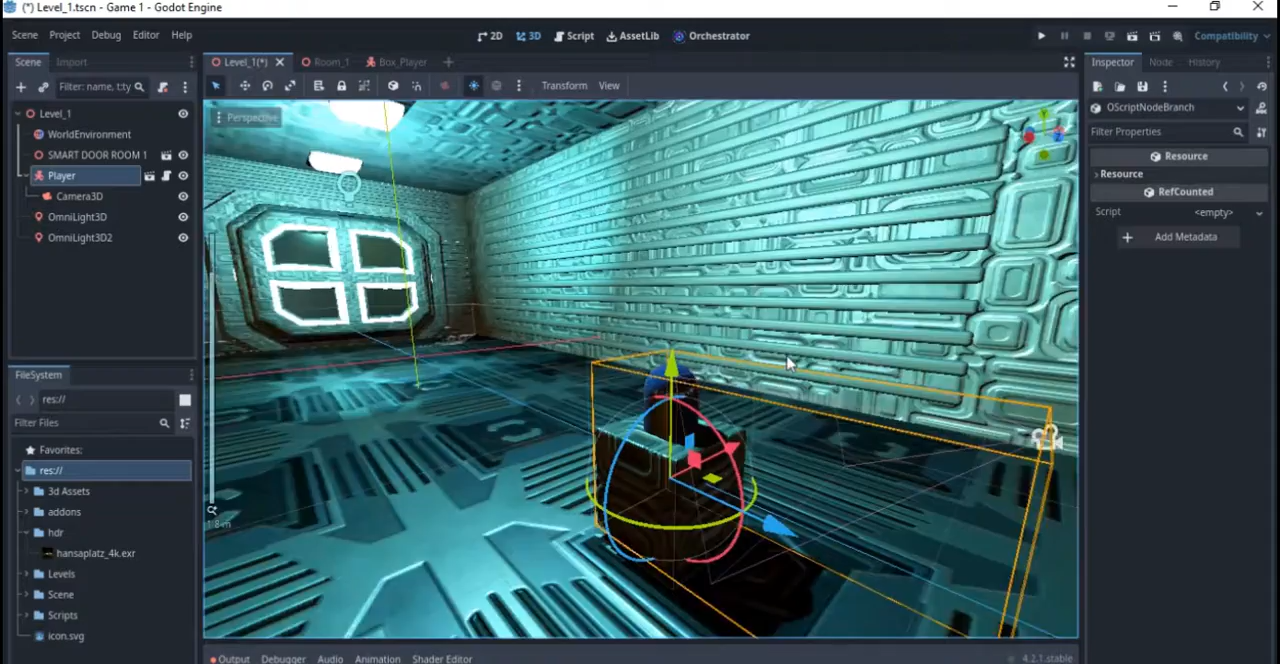 (*) Level_1.tscn - Game 1 - Godot Engine
Scene Project Debug Editor Help
2D 3D Script AssetLib Orchestrator
Compatibility
Scene Import
Level_1(*) Room_1 Box_Player
Inspector Node History
Filter: name, t:ty
Transform View
Level_1
OScriptNodeBranch
Perspective
WorldEnvironment
Filter Properties
SMART DOOR ROOM 1
Resource
Player
Resource
Camera3D
RefCounted
OmniLight3D
Script <empty>
OmniLight3D2
Add Metadata
FileSystem
res://
Filter Files
Favorites:
res://
3d Assets
addons
hdr
hansaplatz_4k.exr
Levels
Scene
Scripts
icon.svg
1.8 m
Output Debugger Audio Animation Shader Editor
4.2.1.stable